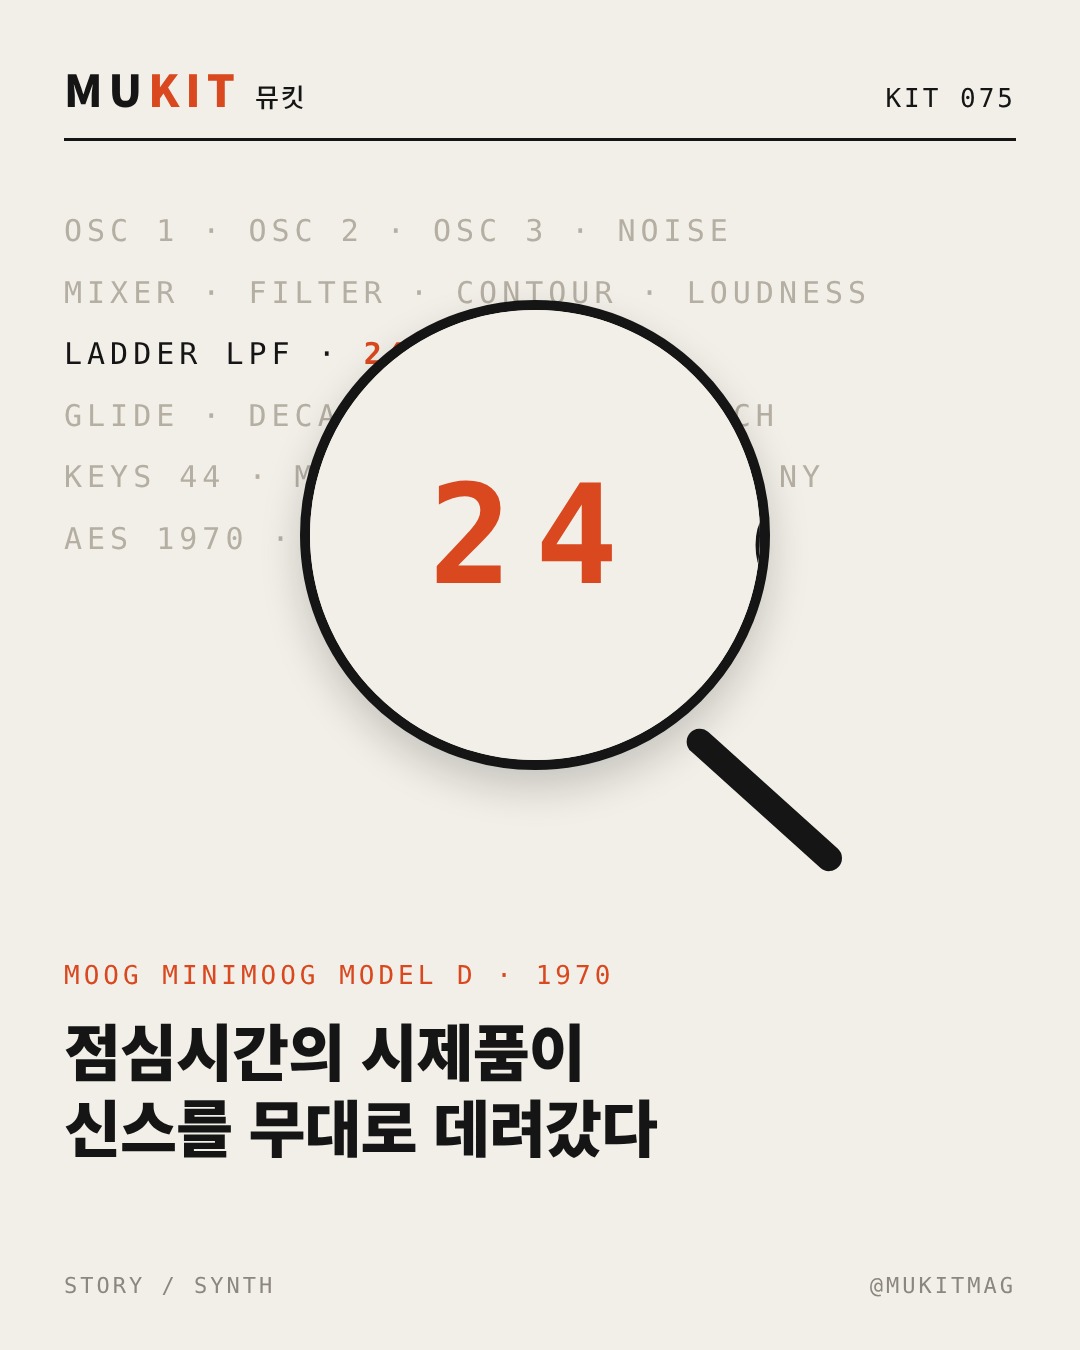 MUKIT 뮤킷
KIT 075
OSC 1 · OSC 2 · OSC 3 · NOISE
MIXER · FILTER · CONTOUR · LOUDNESS
LADDER LPF ·
GLIDE ·
KEYS 44 ·
NY
AES 1970 ·
24
MOOG MINIMOOG MODEL D · 1970
점심시간의 시제품이
신스를 무대로 데려갔다
STORY / SYNTH
@MUKITMAG